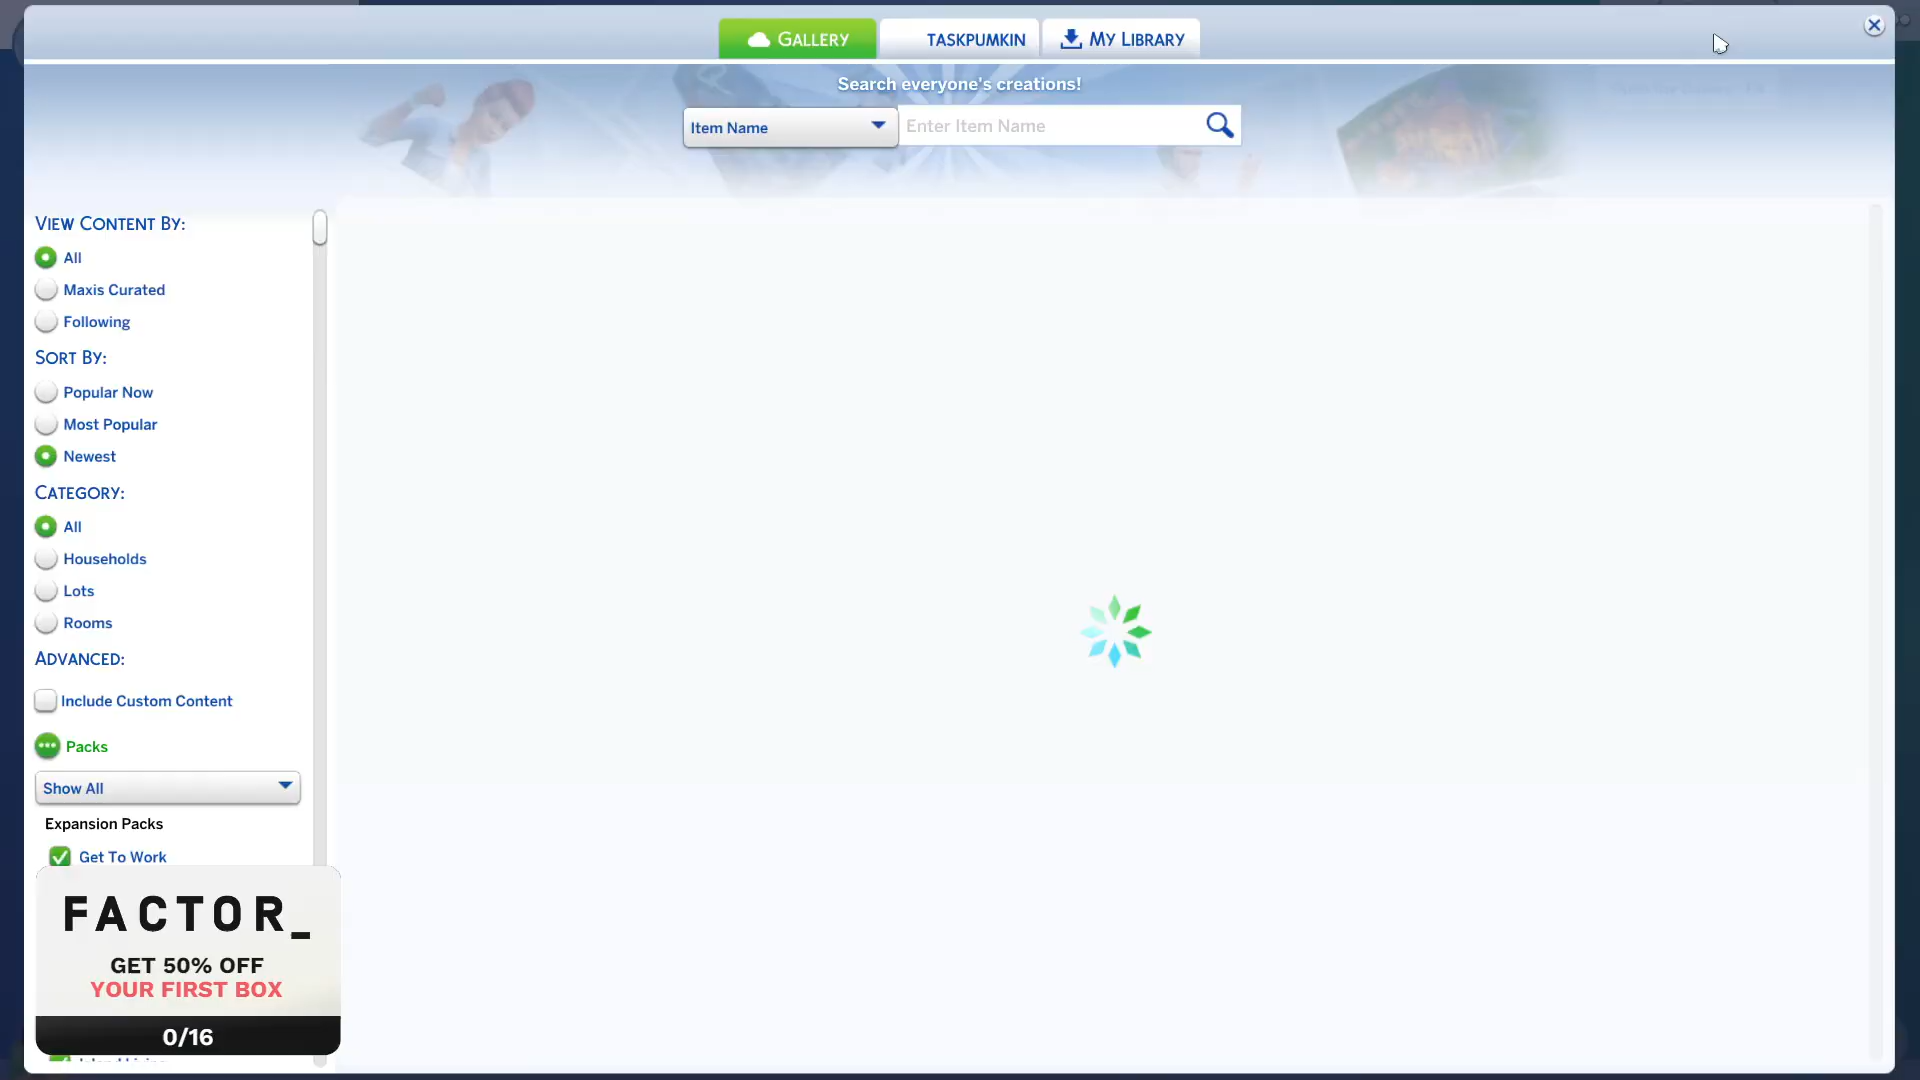 GALLERY
TASKPUMKIN
MY LIBRARY
Search everyone's creations!
Item Name
Enter Item Name
VIEW CONTENT BY:
All
Maxis Curated
Following
SORT BY:
Popular Now
Most Popular
Newest
CATEGORY:
All
Households
Lots
Rooms
ADVANCED:
Include Custom Content
Packs
Show All
Expansion Packs
Get To Work
FACTOR_
GET 50% OFF
YOUR FIRST BOX
0/16